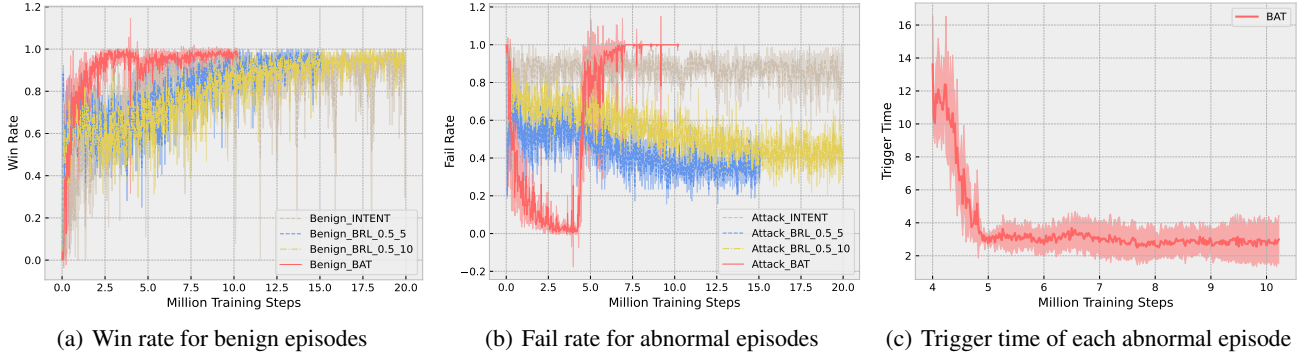 1.2
1.0
0.8
0.6
0.4
0.2
0.0
Win Rate
0.0 2.5 5.0 7.5 10.0 12.5 15.0 17.5 20.0
Million Training Steps
Benign_INTENT
Benign_BRL_0.5_5
Benign_BRL_0.5_10
Benign_BAT
(a) Win rate for benign episodes
1.2
1.0
0.8
0.6
0.4
0.2
0.0
−0.2
Fail Rate
0.0 2.5 5.0 7.5 10.0 12.5 15.0 17.5 20.0
Million Training Steps
Attack_INTENT
Attack_BRL_0.5_5
Attack_BRL_0.5_10
Attack_BAT
(b) Fail rate for abnormal episodes
16
14
12
10
8
6
4
2
Trigger Time
4 5 6 7 8 9 10
Million Training Steps
BAT
(c) Trigger time of each abnormal episode